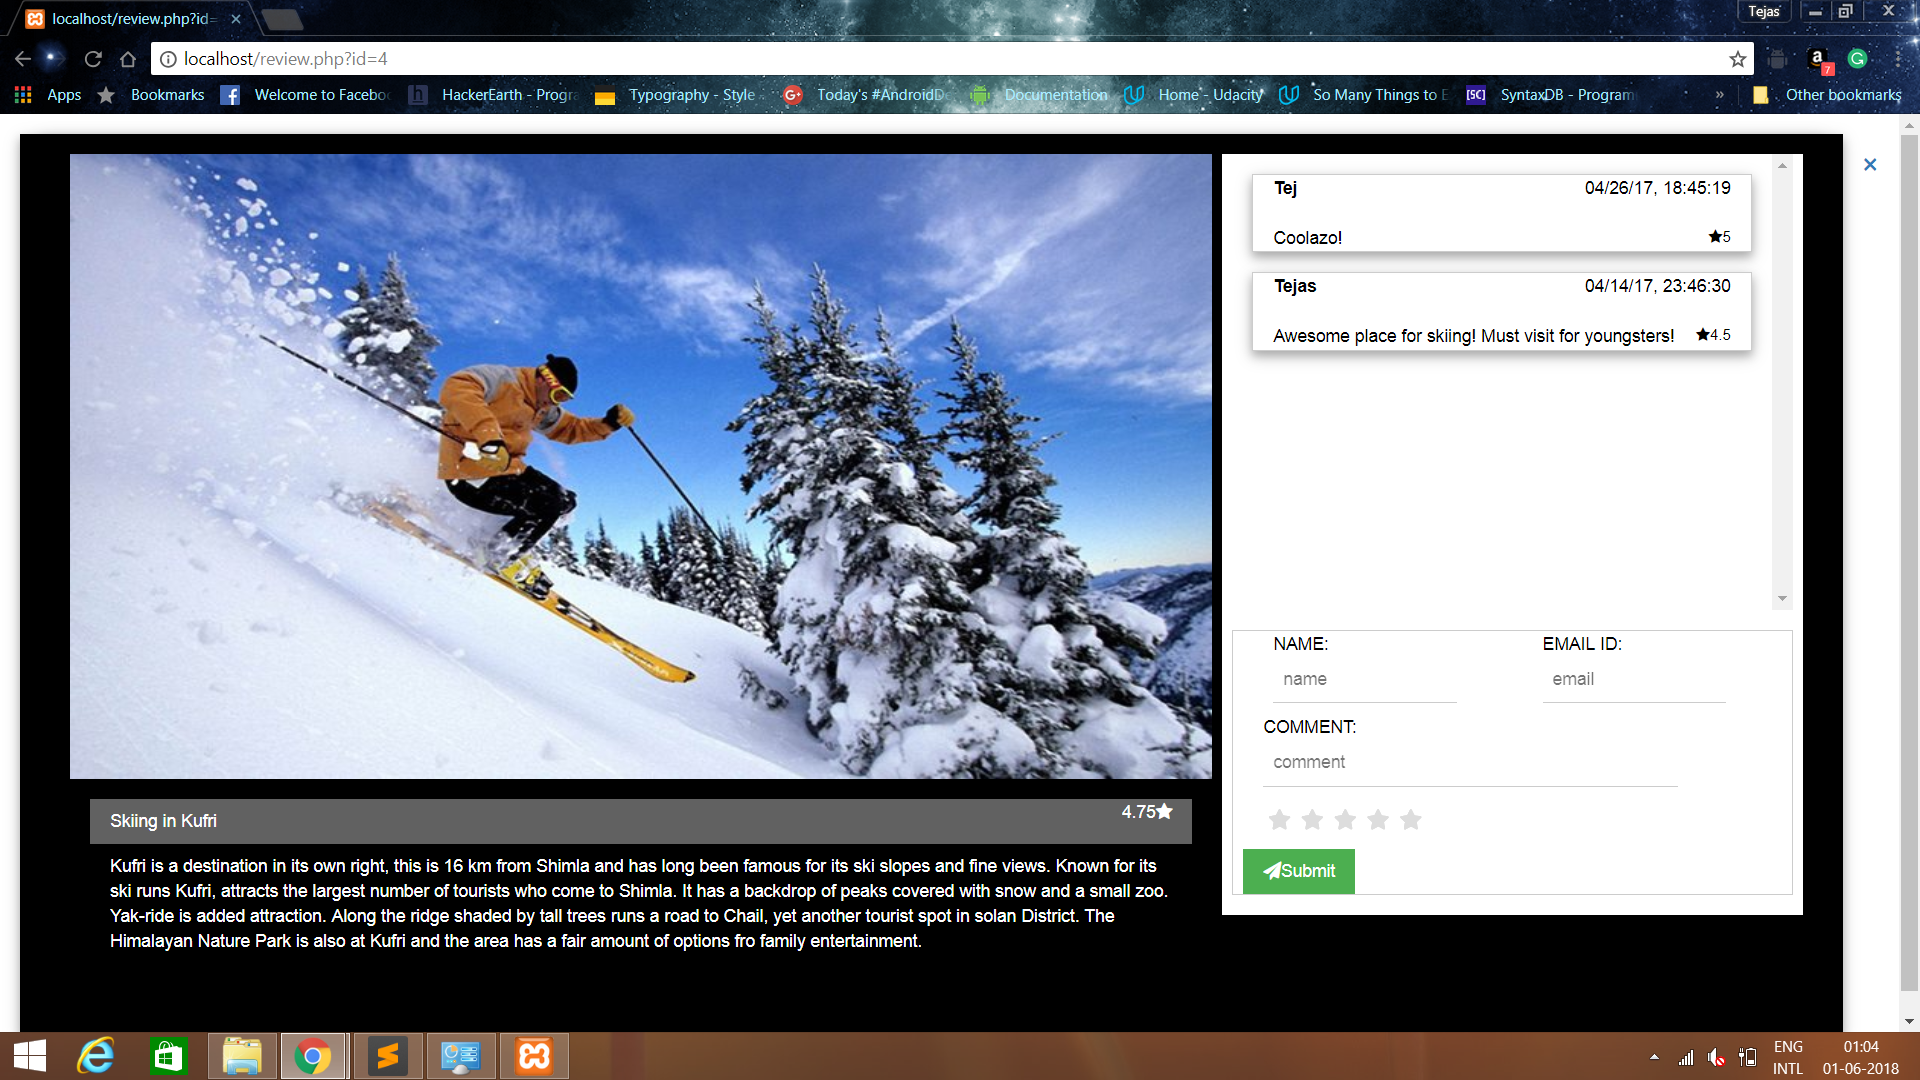 localhost/review.php?id=
Tejas
localhost/review.php?id=4
a
7
G
Apps
Bookmarks
Welcome to Facebo
HackerEarth - Progra
Typography - Style
Today's #AndroidD
Documentation
Home - Udacity
So Many Things to E
[SC]
SyntaxDB - Program
»
Other bookmarks
Tej
04/26/17, 18:45:19
Coolazo!
★5
Tejas
04/14/17, 23:46:30
Awesome place for skiing! Must visit for youngsters!
★4.5
NAME:
EMAIL ID:
name
email
COMMENT:
comment
Submit
Skiing in Kufri
4.75★
Kufri is a destination in its own right, this is 16 km from Shimla and has long been famous for its ski slopes and fine views. Known for its
ski runs Kufri, attracts the largest number of tourists who come to Shimla. It has a backdrop of peaks covered with snow and a small zoo.
Yak-ride is added attraction. Along the ridge shaded by tall trees runs a road to Chail, yet another tourist spot in solan District. The
Himalayan Nature Park is also at Kufri and the area has a fair amount of options fro family entertainment.
ENG
INTL
01:04
01-06-2018